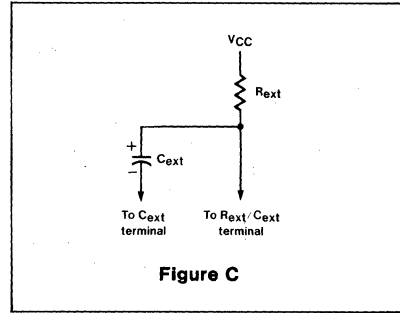 VCC
Rext
+
Cext
−
To Cext
terminal
To Rext/Cext
terminal
Figure C